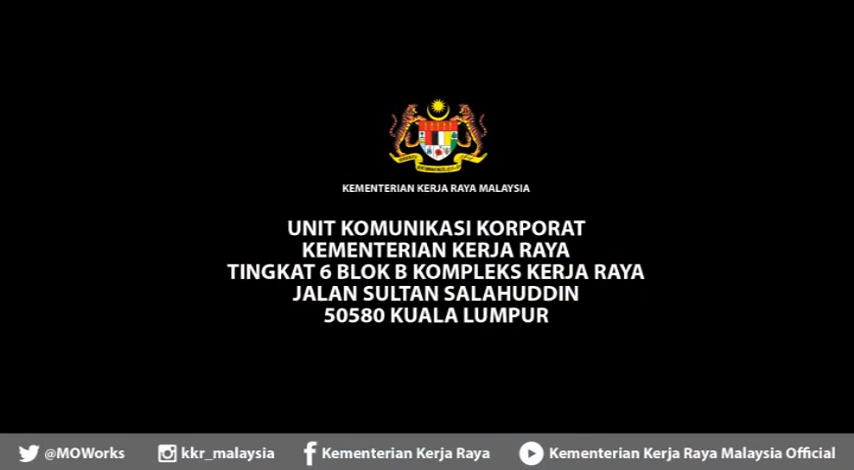 KEMENTERIAN KERJA RAYA MALAYSIA
UNIT KOMUNIKASI KORPORAT
KEMENTERIAN KERJA RAYA
TINGKAT 6 BLOK B KOMPLEKS KERJA RAYA
JALAN SULTAN SALAHUDDIN
50580 KUALA LUMPUR
@MOWorks kkr_malaysia Kementerian Kerja Raya Kementerian Kerja Raya Malaysia Official